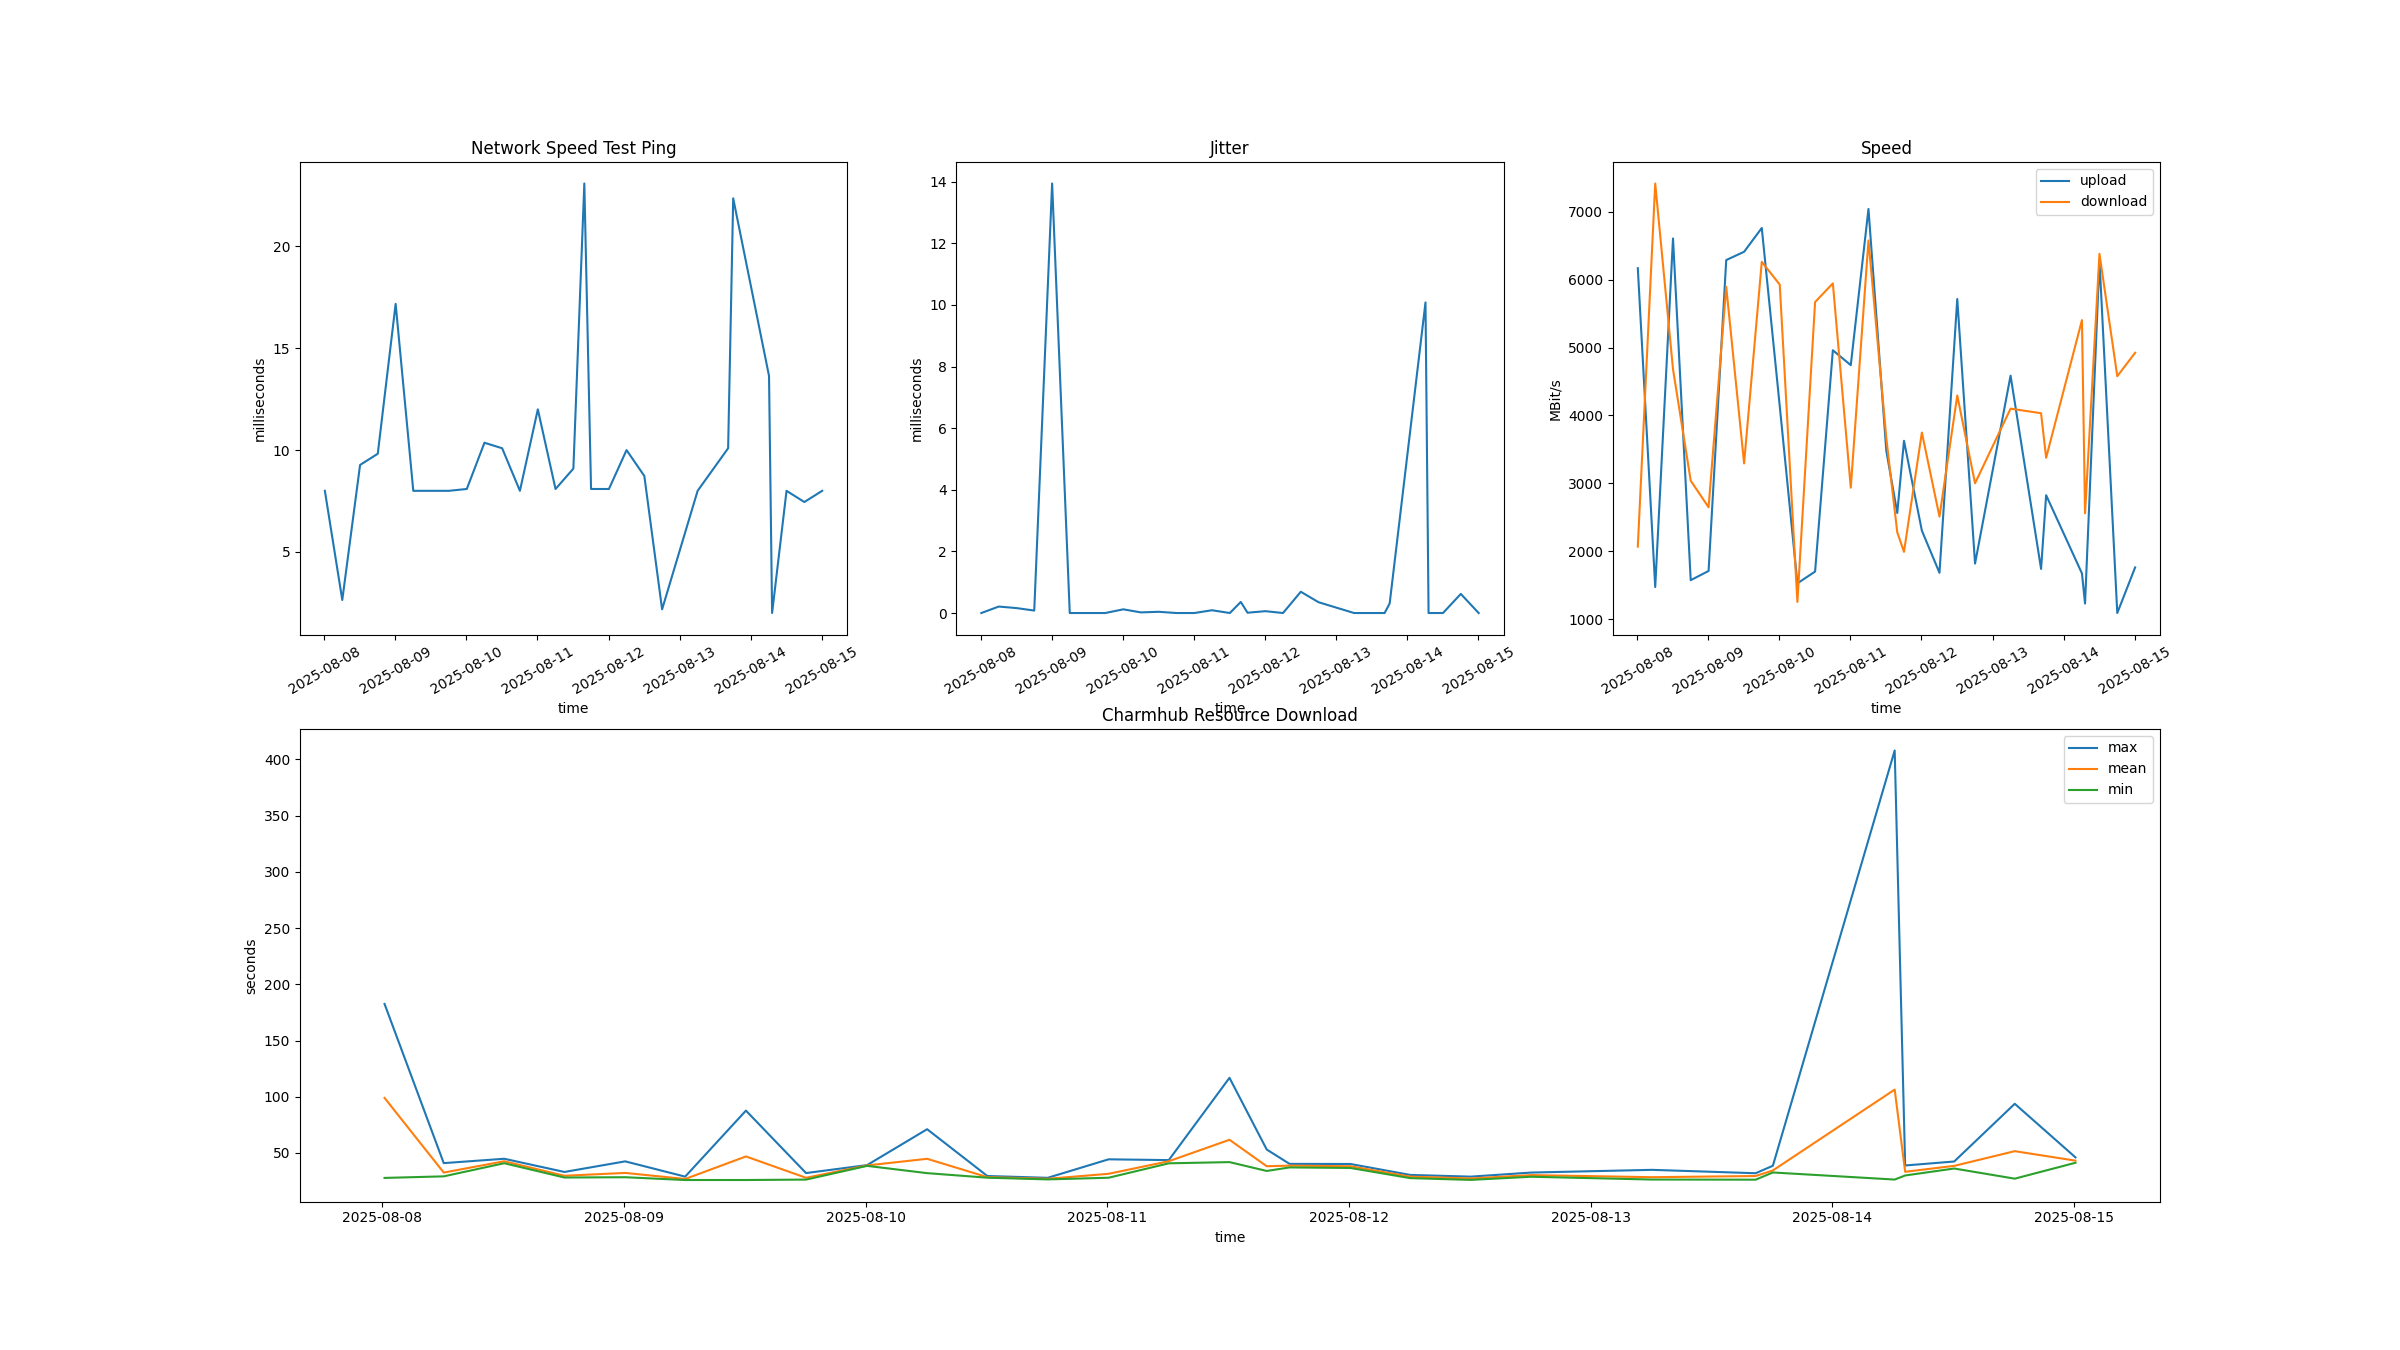 Network Speed Test Ping
milliseconds
20
15
10
5
2025-08-08 2025-08-09 2025-08-10 2025-08-11 2025-08-12 2025-08-13 2025-08-14 2025-08-15
time
Jitter
milliseconds
14
12
10
8
6
4
2
0
2025-08-08 2025-08-09 2025-08-10 2025-08-11 2025-08-12 2025-08-13 2025-08-14 2025-08-15
time
Speed
upload
download
MBit/s
7000
6000
5000
4000
3000
2000
1000
2025-08-08 2025-08-09 2025-08-10 2025-08-11 2025-08-12 2025-08-13 2025-08-14 2025-08-15
time
Charmhub Resource Download
max
mean
min
seconds
400
350
300
250
200
150
100
50
2025-08-08 2025-08-09 2025-08-10 2025-08-11 2025-08-12 2025-08-13 2025-08-14 2025-08-15
time